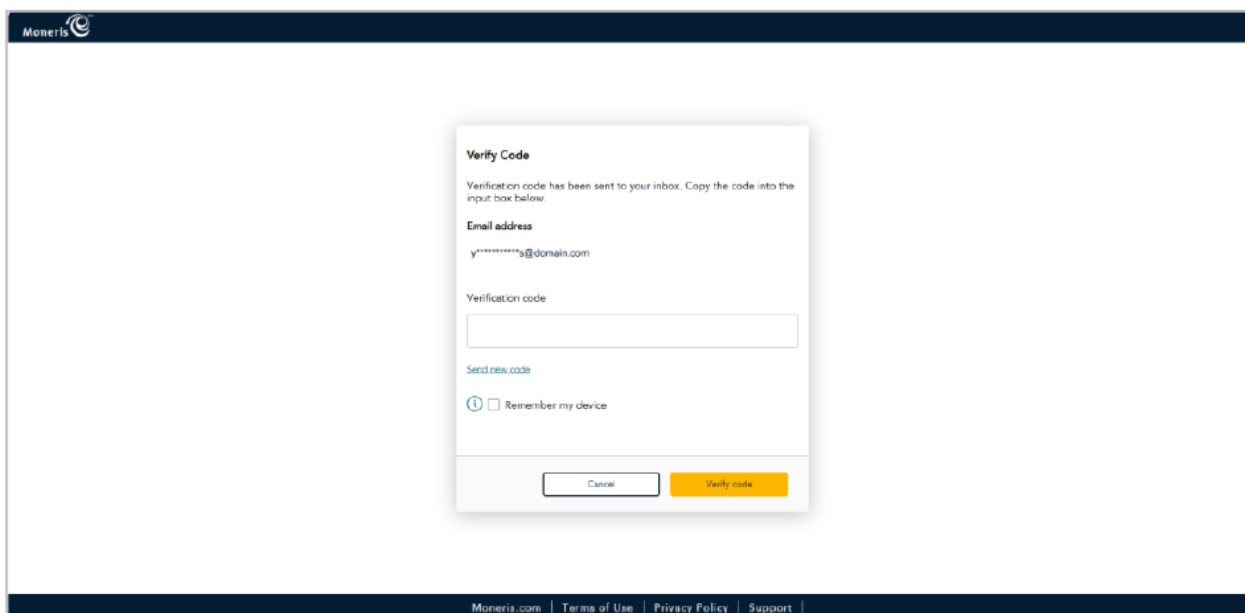 Moneris
Verify Code
Verification code has been sent to your inbox. Copy the code into the
input box below.
Email address
y***********s@domain.com
Verification code
Send new code
Remember my device
Cancel
Verify code
Moneris.com | Terms of Use | Privacy Policy | Support |